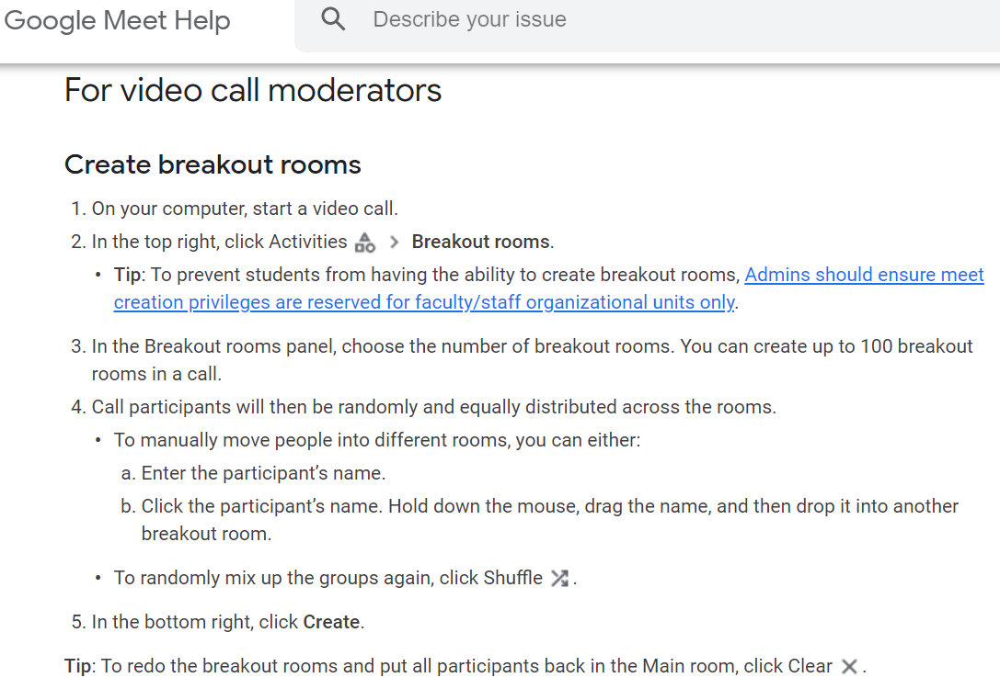 Google Meet Help
Describe your issue
For video call moderators
Create breakout rooms
1. On your computer, start a video call.
2. In the top right, click Activities > Breakout rooms.
• Tip: To prevent students from having the ability to create breakout rooms, Admins should ensure meet
creation privileges are reserved for faculty/staff organizational units only.
3. In the Breakout rooms panel, choose the number of breakout rooms. You can create up to 100 breakout
rooms in a call.
4. Call participants will then be randomly and equally distributed across the rooms.
• To manually move people into different rooms, you can either:
a. Enter the participant’s name.
b. Click the participant’s name. Hold down the mouse, drag the name, and then drop it into another
breakout room.
• To randomly mix up the groups again, click Shuffle .
5. In the bottom right, click Create.
Tip: To redo the breakout rooms and put all participants back in the Main room, click Clear .